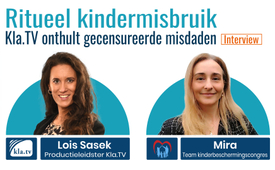 Ritueel kindermisbruik
Kla.TV onthult gecensureerde misdaden
Interview
kla.tv
Lois Sasek
Productieleidster Kla.TV
Mira
Team kinderbeschermingscongres